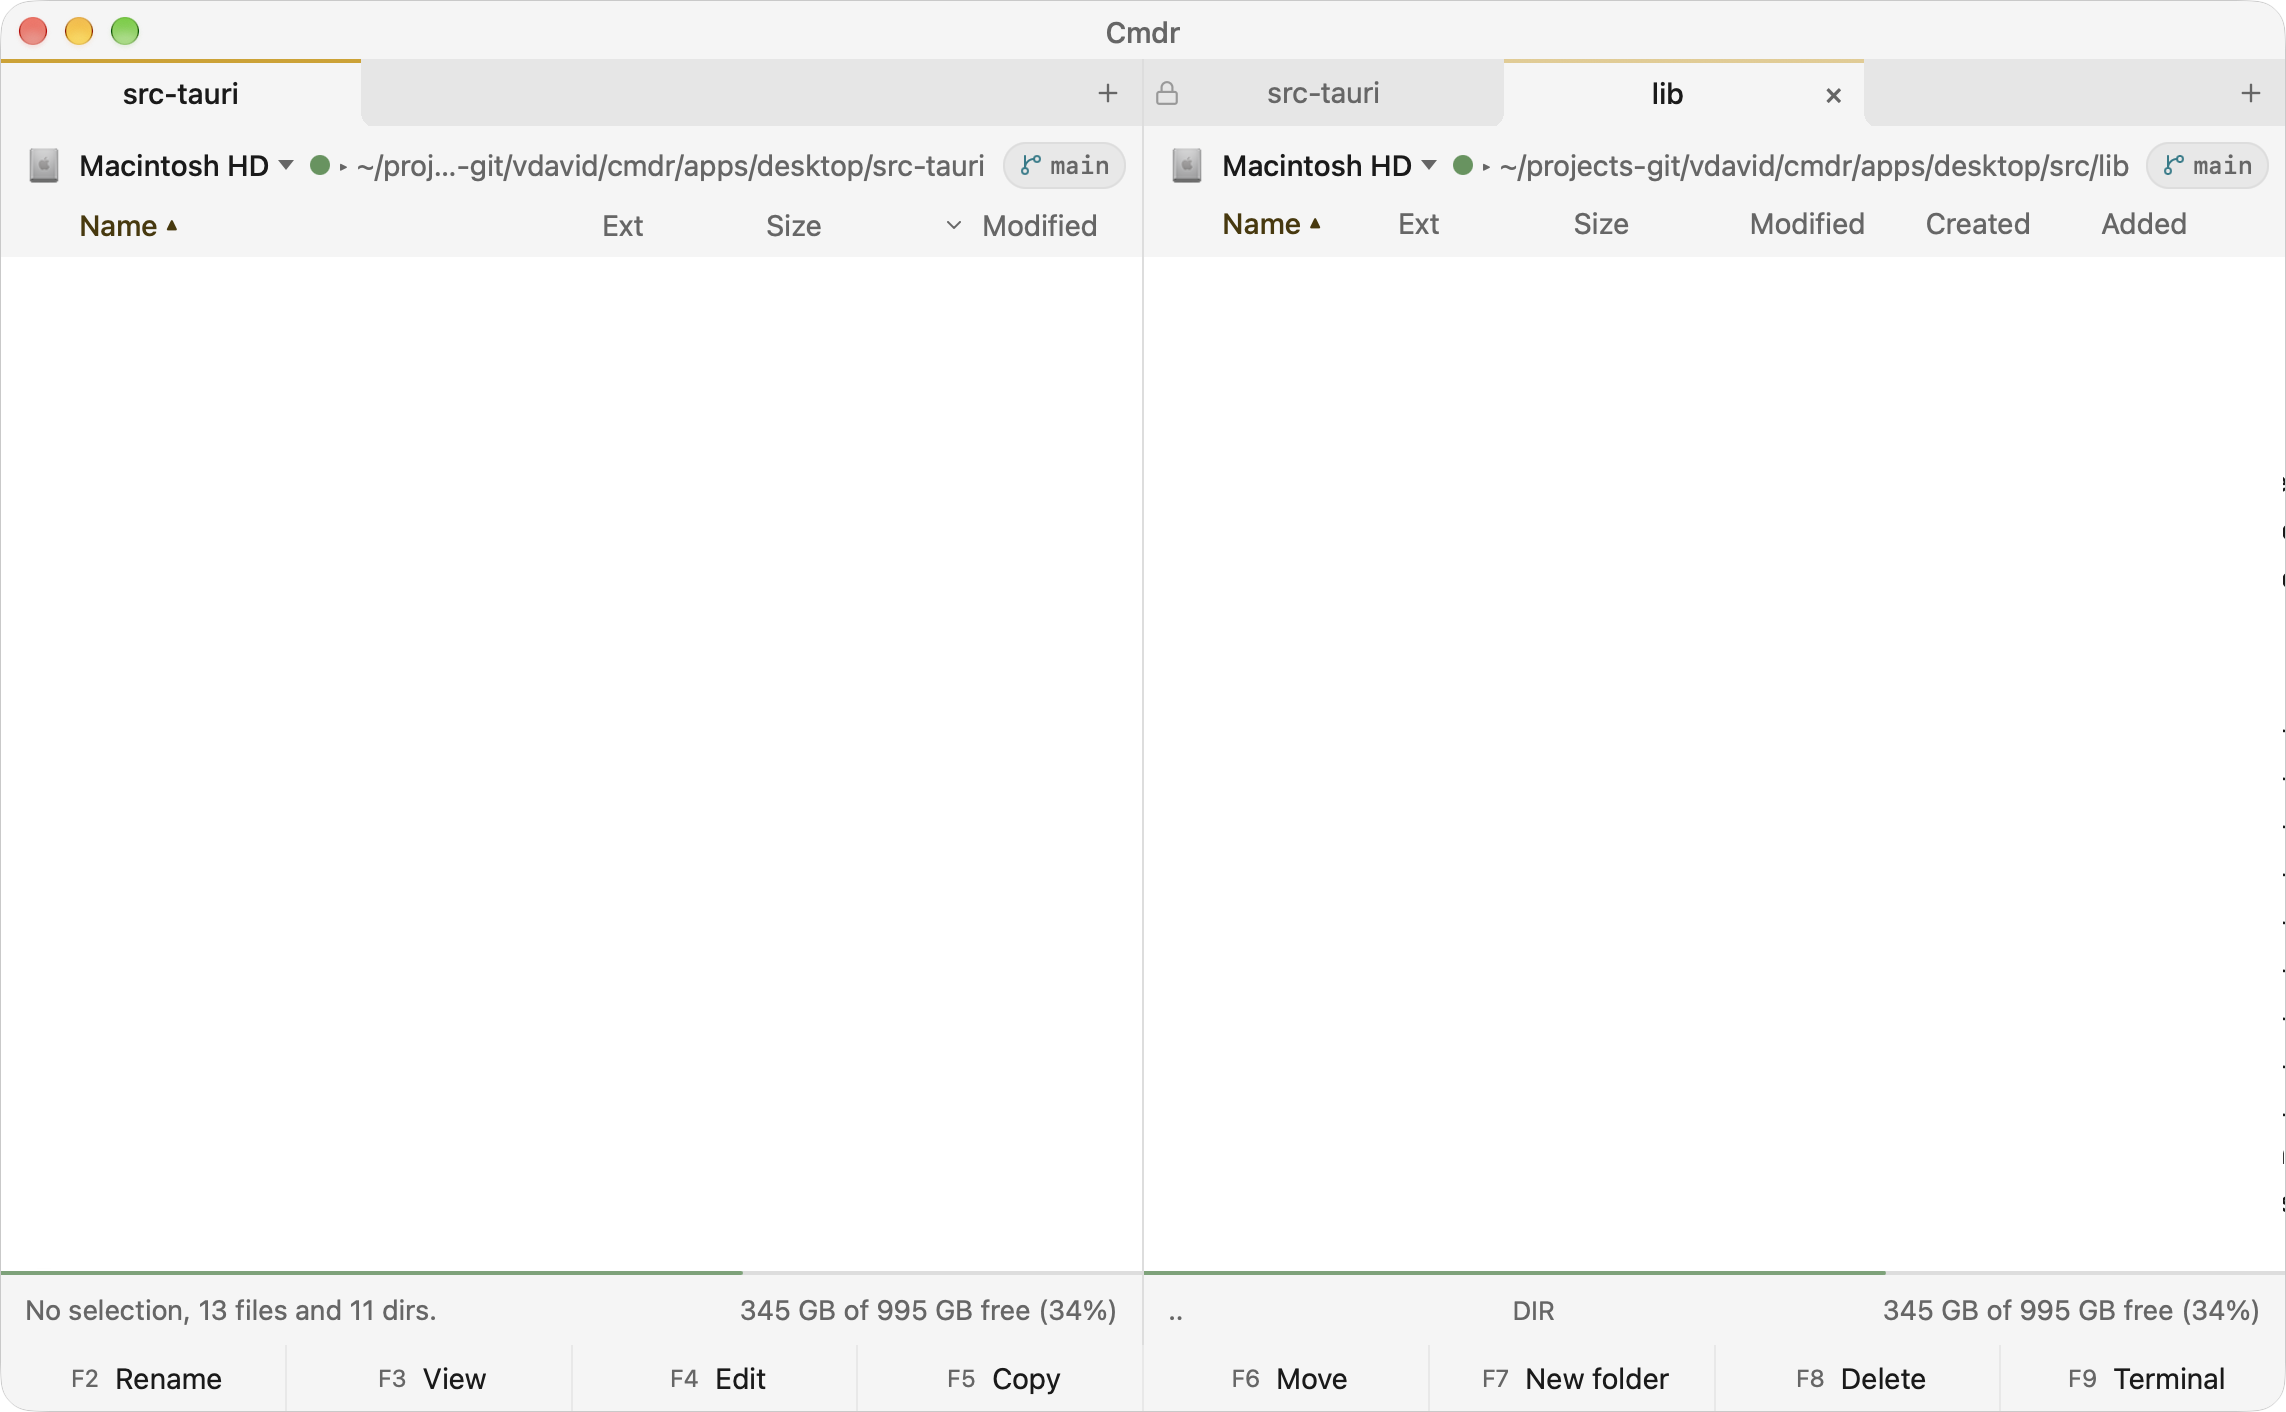 Cmdr
src-tauri
src-tauri
lib
Macintosh HD ~/proj...-git/vdavid/cmdr/apps/desktop/src-tauri main
Macintosh HD ~/projects-git/vdavid/cmdr/apps/desktop/src/lib main
Name Ext Size Modified
Name Ext Size Modified Created Added
No selection, 13 files and 11 dirs. 345 GB of 995 GB free (34%)
.. DIR 345 GB of 995 GB free (34%)
F2 Rename F3 View F4 Edit F5 Copy F6 Move F7 New folder F8 Delete F9 Terminal